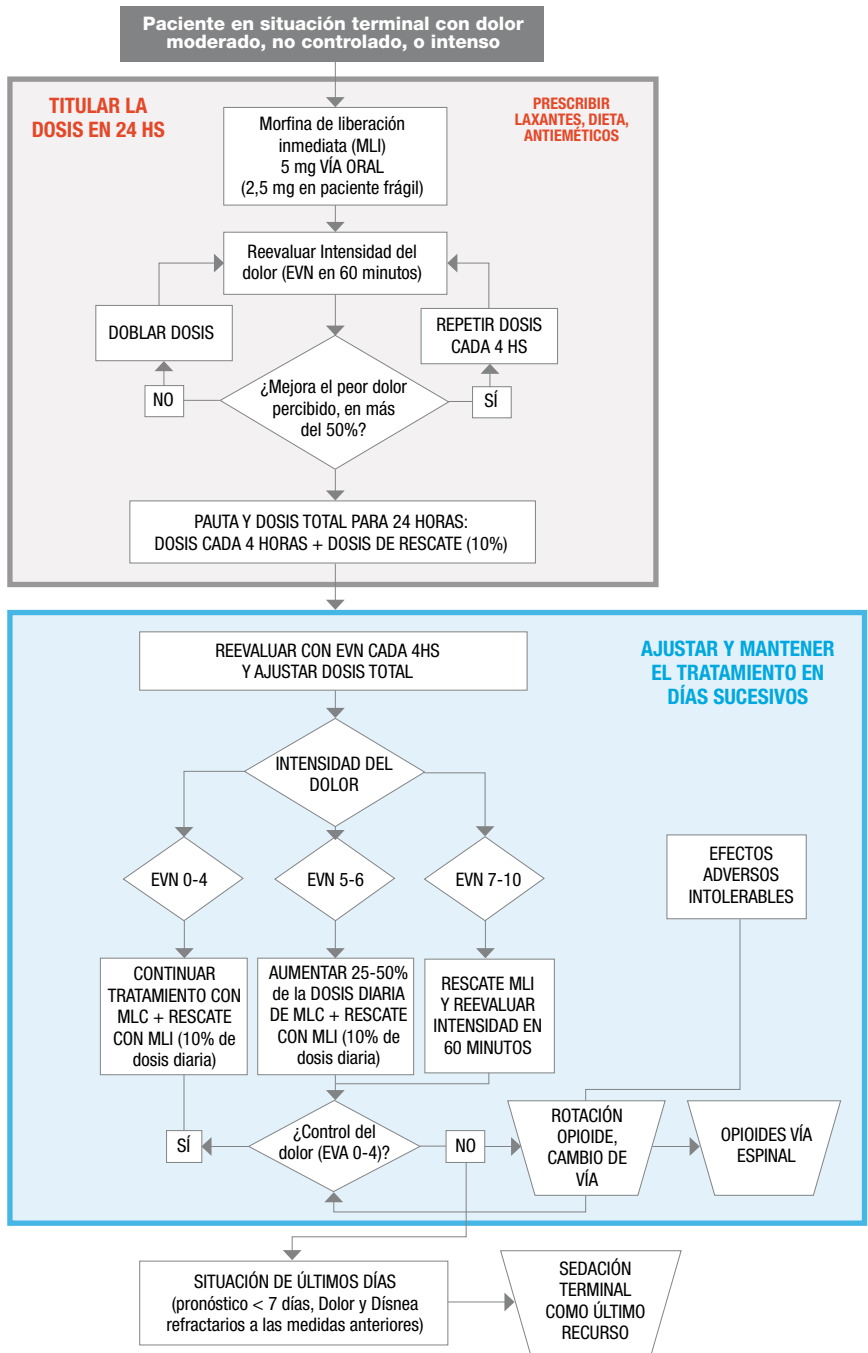 Paciente en situación terminal con dolor
moderado, no controlado, o intenso
TITULAR LA
DOSIS EN 24 HS
PRESCRIBIR
LAXANTES, DIETA,
ANTIEMÉTICOS
Morfina de liberación
inmediata (MLI)
5 mg VÍA ORAL
(2,5 mg en paciente frágil)
Reevaluar Intensidad del
dolor (EVN en 60 minutos)
DOBLAR DOSIS
REPETIR DOSIS
CADA 4 HS
NO
¿Mejora el peor dolor
percibido, en más
del 50%?
SÍ
PAUTA Y DOSIS TOTAL PARA 24 HORAS:
DOSIS CADA 4 HORAS + DOSIS DE RESCATE (10%)
REEVALUAR CON EVN CADA 4HS
Y AJUSTAR DOSIS TOTAL
AJUSTAR Y MANTENER
EL TRATAMIENTO EN
DÍAS SUCESIVOS
INTENSIDAD DEL
DOLOR
EVN 0-4
EVN 5-6
EVN 7-10
EFECTOS
ADVERSOS
INTOLERABLES
CONTINUAR
TRATAMIENTO CON
MLC + RESCATE
CON MLI (10% de
dosis diaria)
AUMENTAR 25-50%
de la DOSIS DIARIA
DE MLC + RESCATE
CON MLI (10% de
dosis diaria)
RESCATE MLI
Y REEVALUAR
INTENSIDAD EN
60 MINUTOS
SÍ
¿Control del
dolor (EVA 0-4)?
NO
ROTACIÓN
OPIOIDE,
CAMBIO DE
VÍA
OPIOIDES VÍA
ESPINAL
SITUACIÓN DE ÚLTIMOS DÍAS
(pronóstico < 7 días, Dolor y Dísnea
refractarios a las medidas anteriores)
SEDACIÓN
TERMINAL
COMO ÚLTIMO
RECURSO